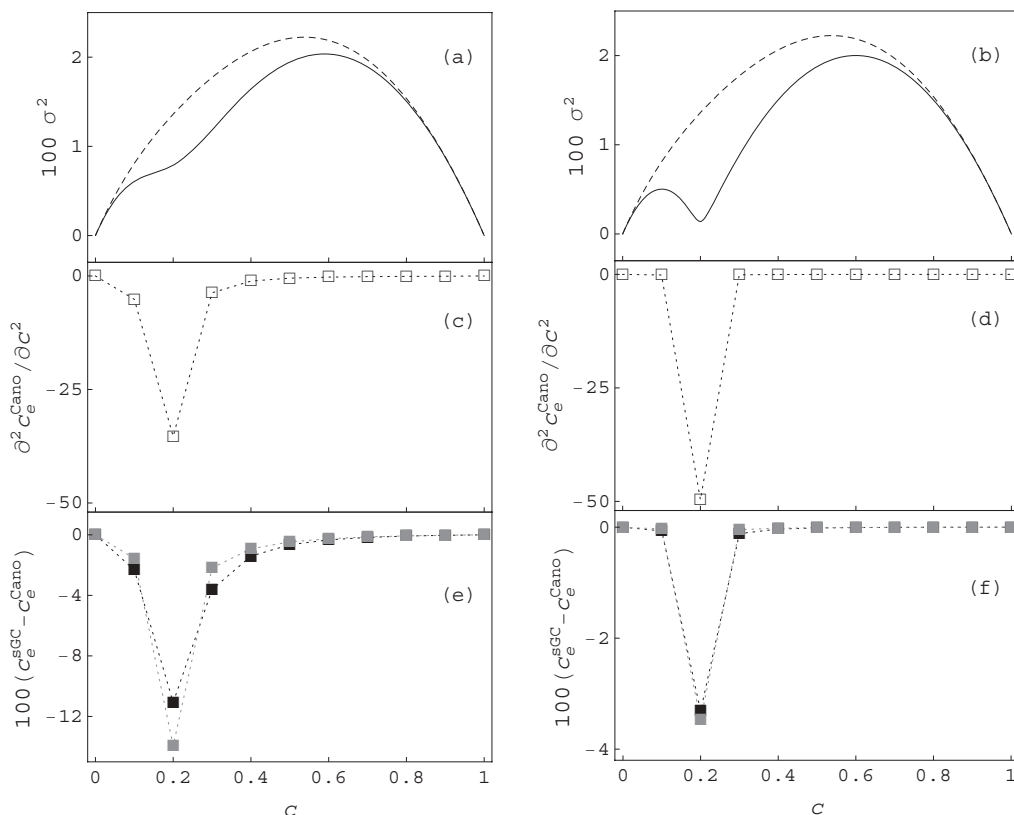 100 σ²
2
1
0
(a)
∂²c_e^Cano/∂C²
0
-25
-50
(c)
100(c_e^sGC-c_e^Cano)
0
-4
-8
-12
(e)
0 0.2 0.4 0.6 0.8 1
C
100 σ²
2
1
0
(b)
∂²c_e^Cano/∂C²
0
-25
-50
(d)
100(c_e^sGC-c_e^Cano)
0
-2
-4
(f)
0 0.2 0.4 0.6 0.8 1
C